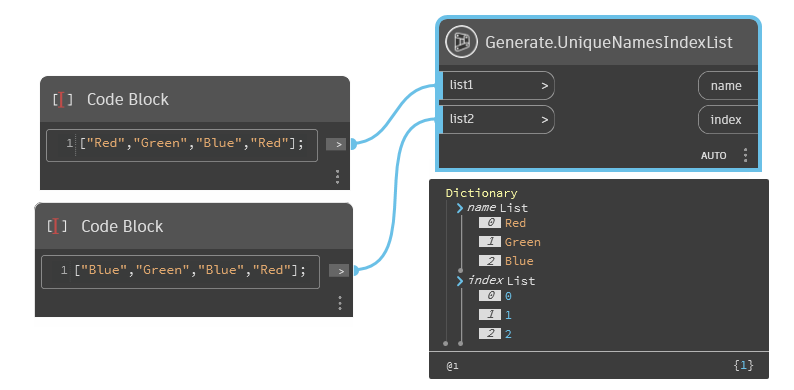 Generate.UniqueNamesIndexList
list1 >
name
list2 >
index
AUTO
Code Block
1 ["Red","Green","Blue","Red"]; >
Code Block
1 ["Blue","Green","Blue","Red"]; >
Dictionary
name List
0 Red
1 Green
2 Blue
index List
0 0
1 1
2 2
@1
{1}